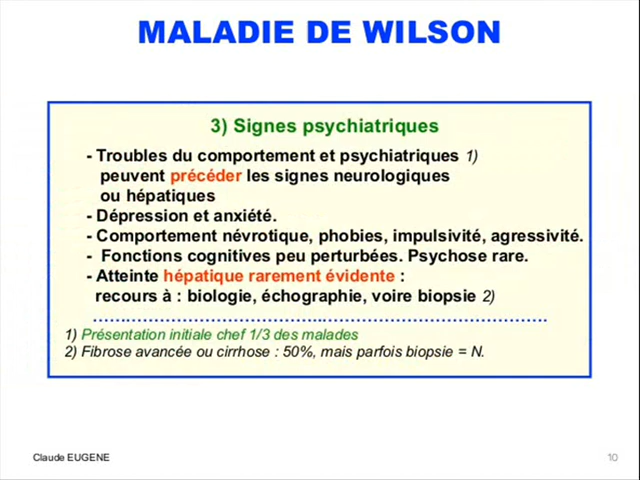 MALADIE DE WILSON
3) Signes psychiatriques
- Troubles du comportement et psychiatriques 1)
peuvent précéder les signes neurologiques
ou hépatiques
- Dépression et anxiété.
- Comportement névrotique, phobies, impulsivité, agressivité.
- Fonctions cognitives peu perturbées. Psychose rare.
- Atteinte hépatique rarement évidente :
recours à : biologie, échographie, voire biopsie 2)
1) Présentation initiale chef 1/3 des malades
2) Fibrose avancée ou cirrhose : 50%, mais parfois biopsie = N.
Claude EUGENE
10